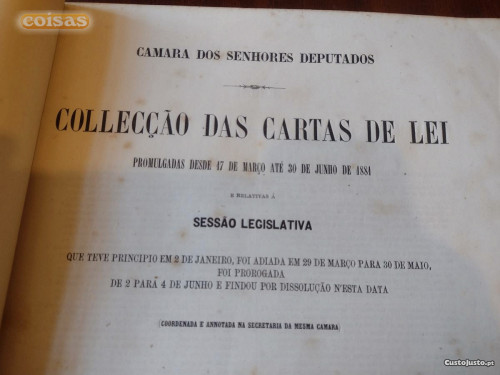 coisas
CAMARA DOS SENHORES DEPUTADOS
COLLECÇÃO DAS CARTAS DE LEI
PROMULGADAS DESDE 17 DE MARÇO ATÉ 30 DE JUNHO DE 1881
E RELATIVAS Á
SESSÃO LEGISLATIVA
QUE TEVE PRINCIPIO EM 2 DE JANEIRO, FOI ADIADA EM 29 DE MARÇO PARA 30 DE MAIO,
FOI PROROGADA
DE 2 PARÁ 4 DE JUNHO E FINDOU POR DISSOLUÇÃO N'ESTA DATA
(COORDENADA E ANNOTADA NA SECRETARIA DA MESMA CAMARA)
CustoJusto.pt